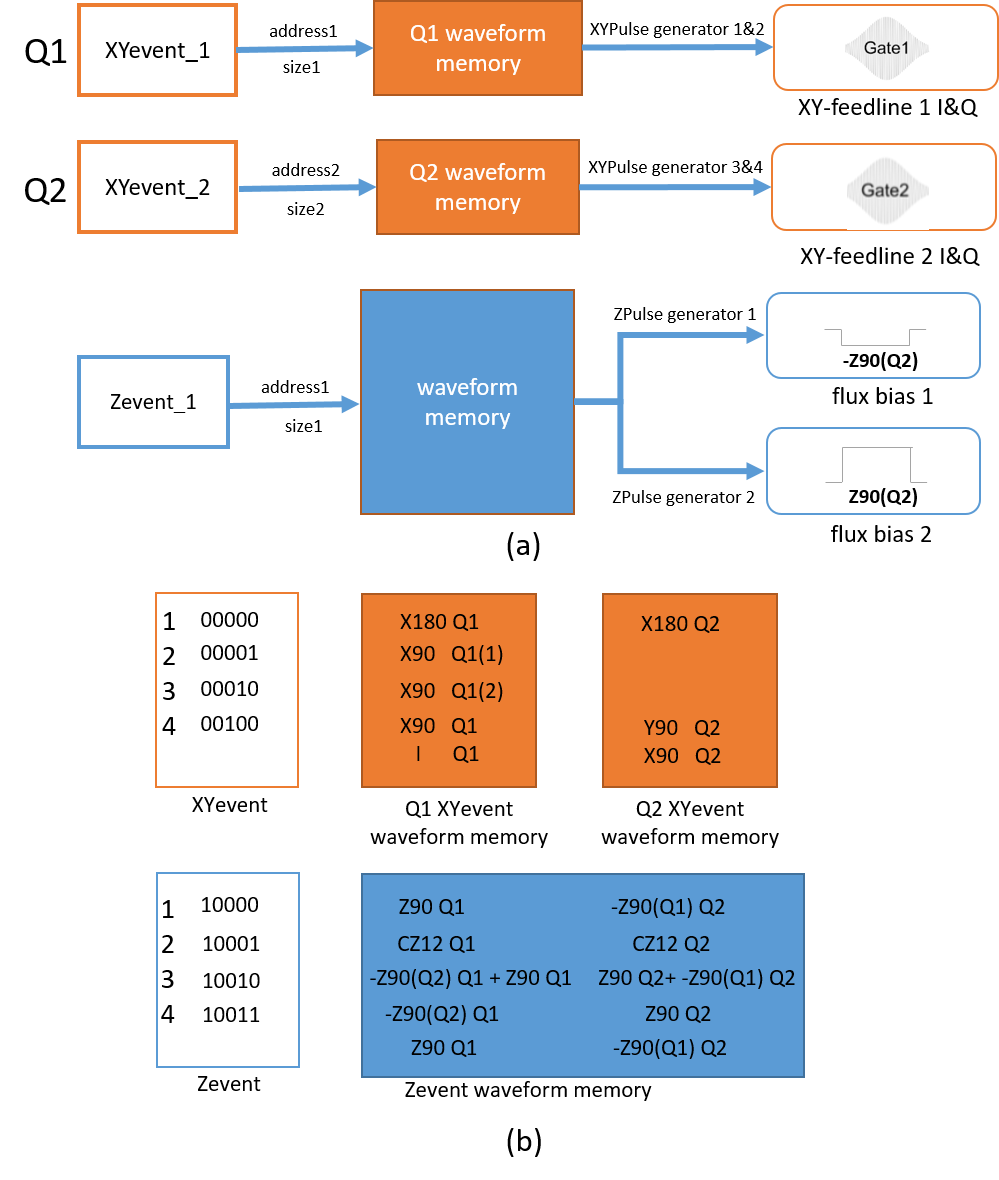 Q1
XYevent_1
address1
size1
Q1 waveform
memory
XYPulse generator 1&2
Gate1
XY-feedline 1 I&Q
Q2
XYevent_2
address2
size2
Q2 waveform
memory
XYPulse generator 3&4
Gate2
XY-feedline 2 I&Q
Zevent_1
address1
size1
waveform
memory
ZPulse generator 1
-Z90(Q2)
flux bias 1
ZPulse generator 2
Z90(Q2)
flux bias 2
(a)
1 00000
2 00001
3 00010
4 00100
XYevent
X180 Q1
X90 Q1(1)
X90 Q1(2)
X90 Q1
I Q1
Q1 XYevent
waveform memory
X180 Q2
Y90 Q2
X90 Q2
Q2 XYevent
waveform memory
1 10000
2 10001
3 10010
4 10011
Zevent
Z90 Q1 -Z90(Q1) Q2
CZ12 Q1 CZ12 Q2
-Z90(Q2) Q1 + Z90 Q1 Z90 Q2+ -Z90(Q1) Q2
-Z90(Q2) Q1 Z90 Q2
Z90 Q1 -Z90(Q1) Q2
Zevent waveform memory
(b)